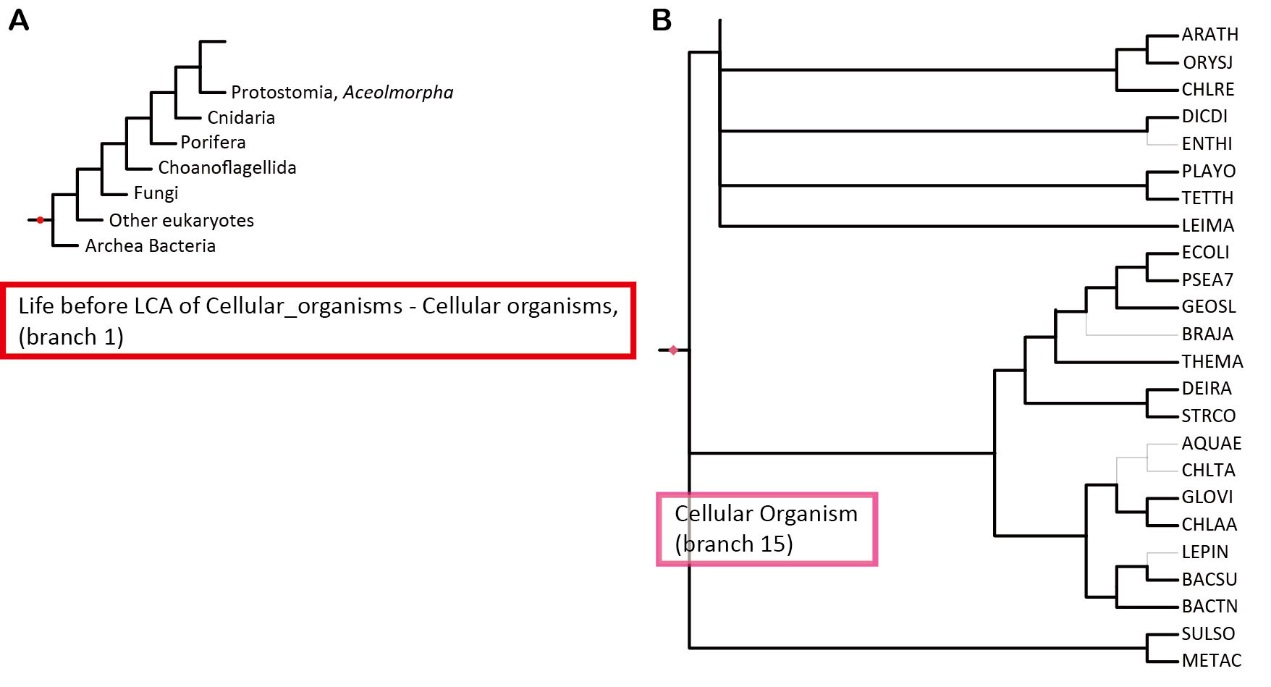 A
Protostomia, Aceolmorpha
Cnidaria
Porifera
Choanoflagellida
Fungi
Other eukaryotes
Archea Bacteria
Life before LCA of Cellular_organisms - Cellular organisms,
(branch 1)
B
ARATH
ORYSJ
CHLRE
DICDI
ENTHI
PLAYO
TETTH
LEIMA
ECOLI
PSEA7
GEOSL
BRAJA
THEMA
DEIRA
STRCO
AQUAE
CHLTA
GLOVI
CHLAA
LEPIN
BACSU
BACTN
SULSO
METAC
Cellular Organism
(branch 15)